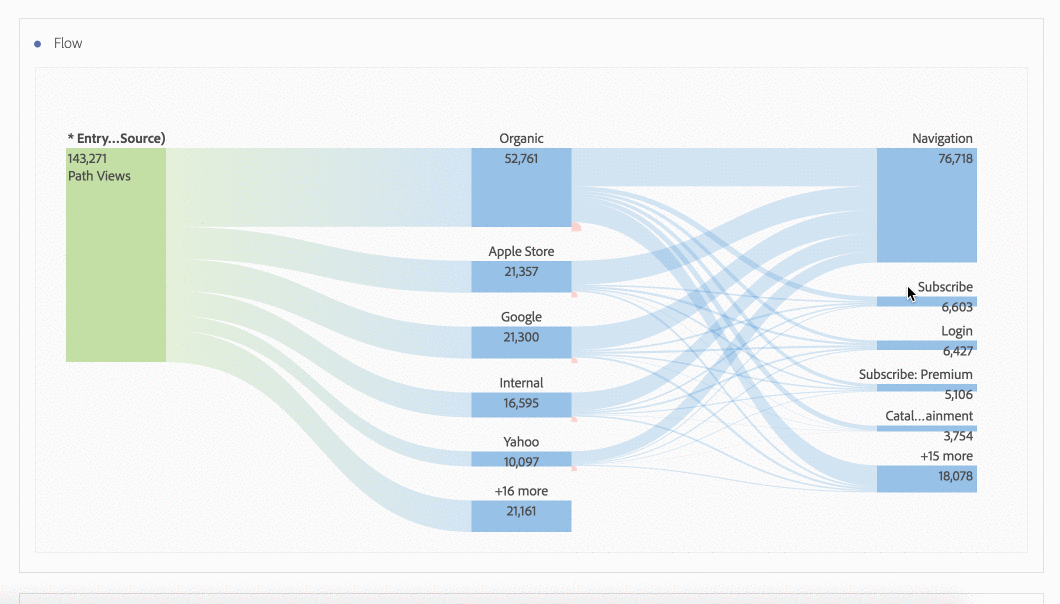 Flow
* Entry...Source)
143,271
Path Views
Organic
52,761
Apple Store
21,357
Google
21,300
Internal
16,595
Yahoo
10,097
+16 more
21,161
Navigation
76,718
Subscribe
6,603
Login
6,427
Subscribe: Premium
5,106
Catal...ainment
3,754
+15 more
18,078